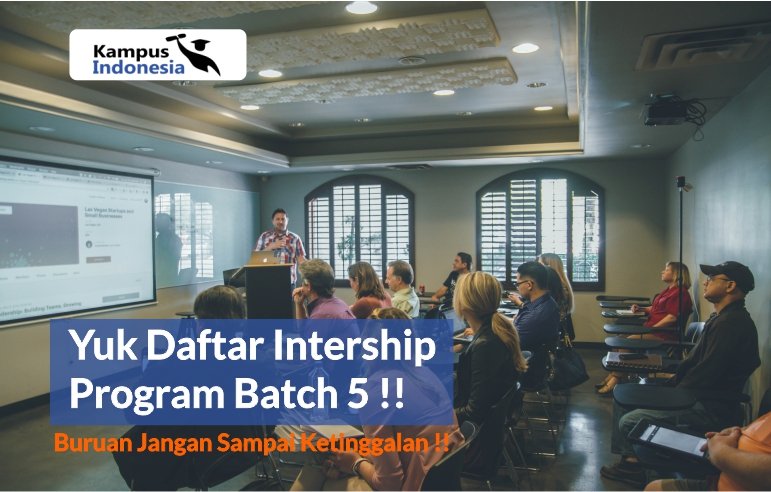 Kampus
Indonesia
Las Vegas Startups and
Small Businesses
Yuk Daftar Intership
Program Batch 5 !!
Buruan Jangan Sampai Ketinggalan !!